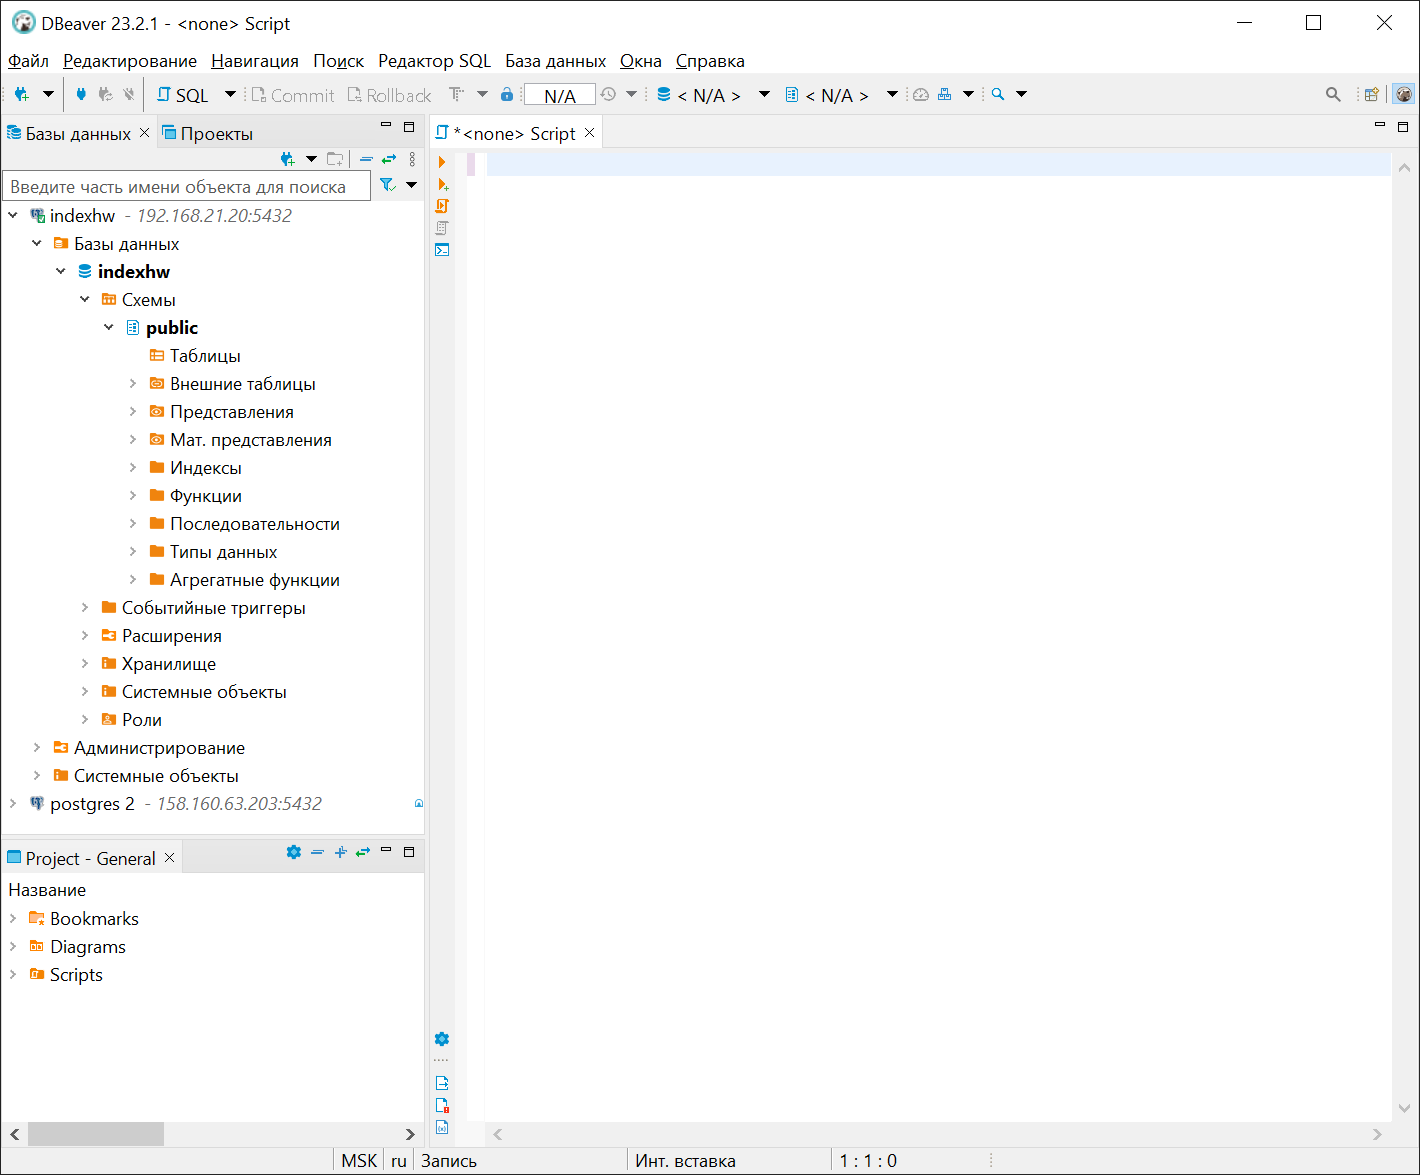 DBeaver 23.2.1 - <none> Script
Файл Редактирование Навигация Поиск Редактор SQL База данных Окна Справка
SQL Commit Rollback N/A < N/A > < N/A >
Базы данных Проекты *<none> Script
Введите часть имени объекта для поиска
indexhw - 192.168.21.20:5432
Базы данных
indexhw
Схемы
public
Таблицы
Внешние таблицы
Представления
Мат. представления
Индексы
Функции
Последовательности
Типы данных
Агрегатные функции
Событийные триггеры
Расширения
Хранилище
Системные объекты
Роли
Администрирование
Системные объекты
postgres 2 - 158.160.63.203:5432
Project - General
Название
Bookmarks
Diagrams
Scripts
MSK ru Запись Инт. вставка 1 : 1 : 0